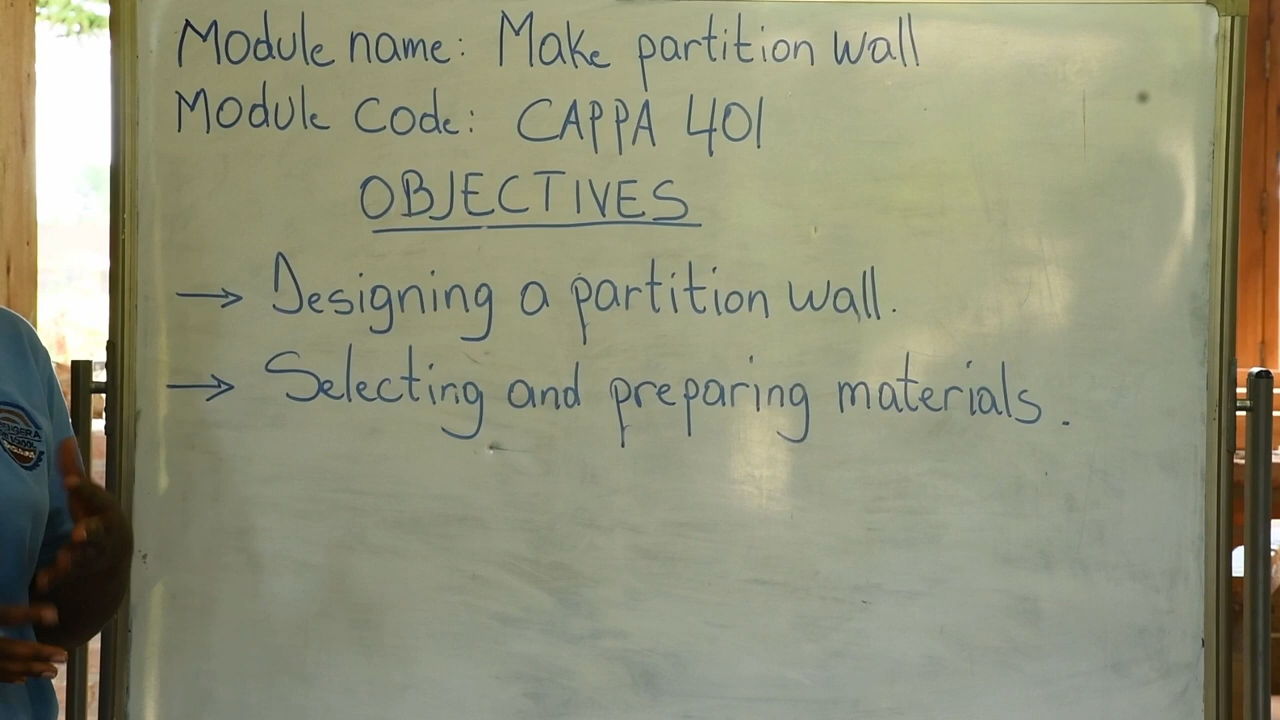 Module name: Make partition wall
Module code: CAPPA 401
OBJECTIVES
→ Designing a partition wall.
→ Selecting and preparing materials.